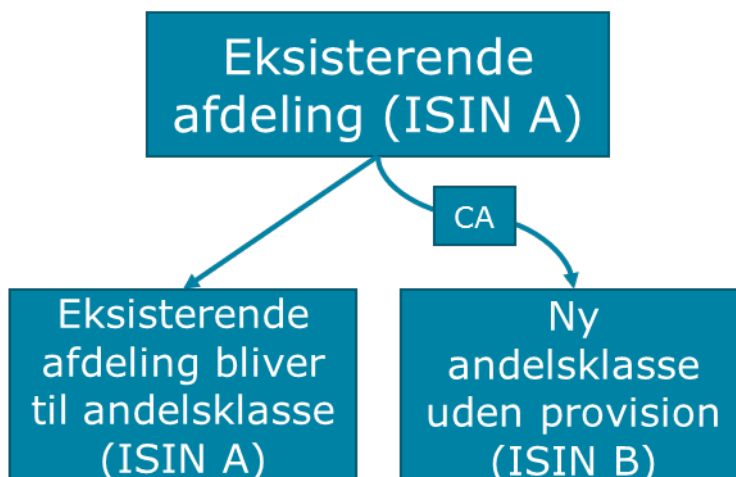 Eksisterende
afdeling (ISIN A)
CA
Eksisterende
afdeling bliver
til andelsklasse
(ISIN A)
Ny
andelsklasse
uden provision
(ISIN B)